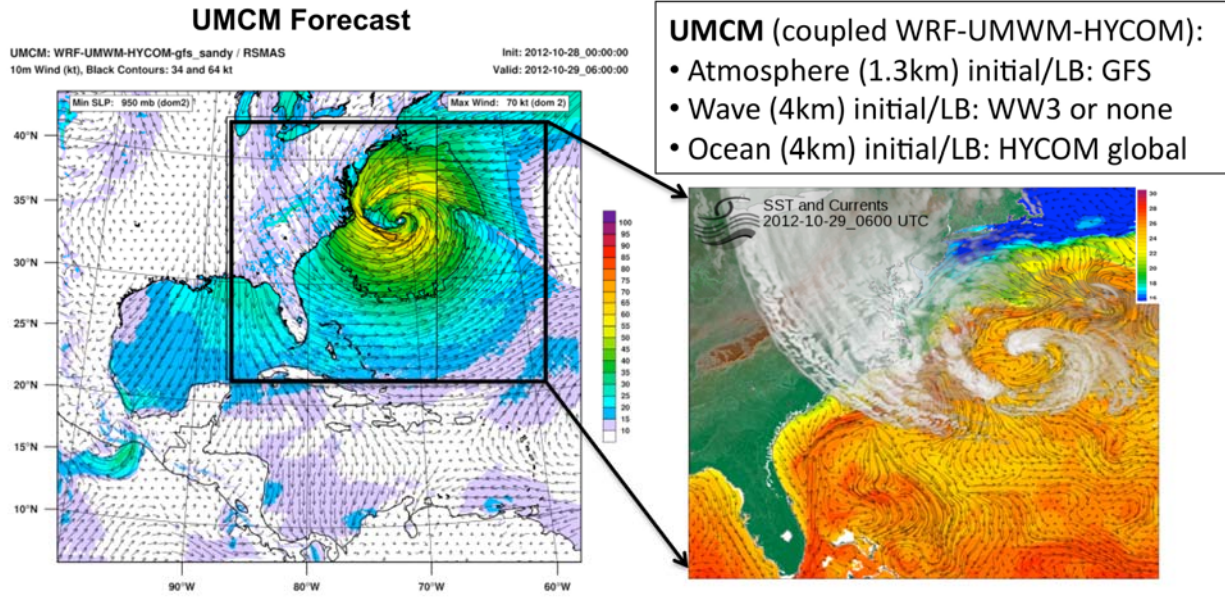 UMCM Forecast
UMCM: WRF-UMWM-HYCOM-gfs_sandy / RSMAS
Init: 2012-10-28_00:00:00
10m Wind (kt), Black Contours: 34 and 64 kt
Valid: 2012-10-29_06:00:00
Min SLP: 950 mb (dom2)
Max Wind: 70 kt (dom 2)
40°N
35°N
30°N
25°N
20°N
15°N
10°N
90°W
80°W
70°W
60°W
100
95
90
85
80
75
70
65
60
55
50
45
40
35
30
25
20
15
10
UMCM (coupled WRF-UMWM-HYCOM):
• Atmosphere (1.3km) initial/LB: GFS
• Wave (4km) initial/LB: WW3 or none
• Ocean (4km) initial/LB: HYCOM global
SST and Currents
2012-10-29_0600 UTC
30
28
26
24
22
20
18
16